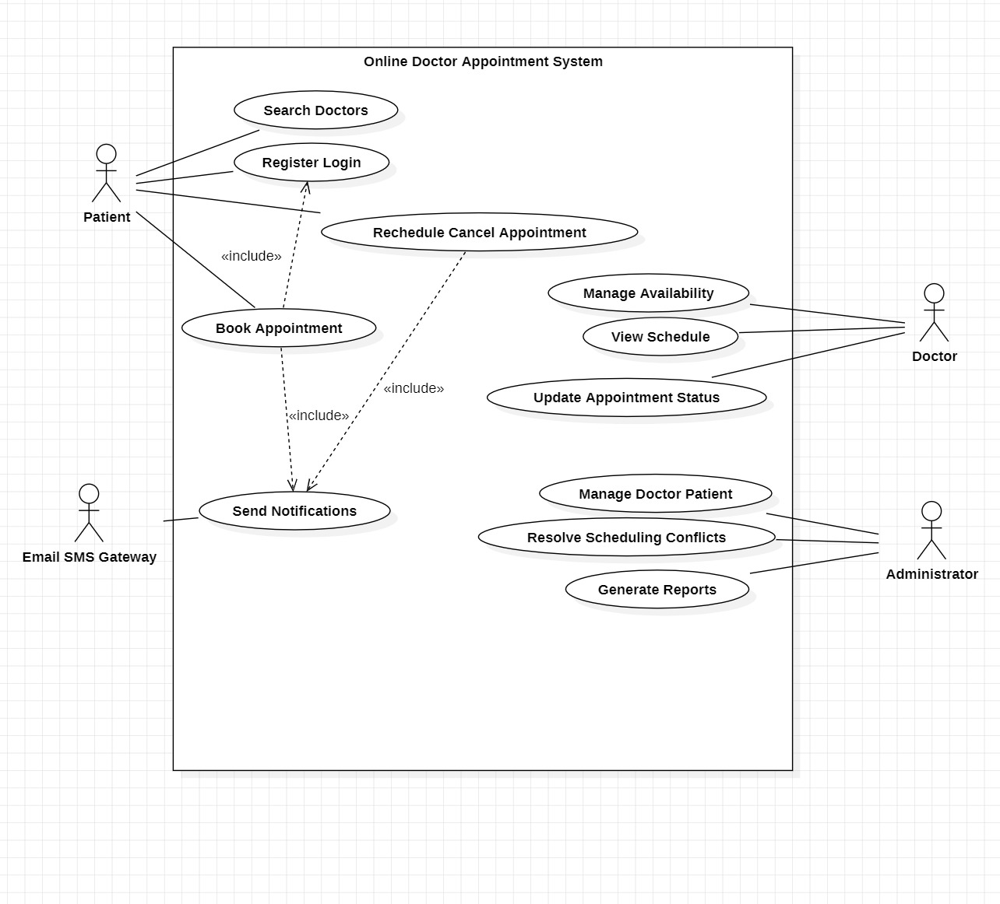 Online Doctor Appointment System
Search Doctors
Register Login
Patient
Rechedule Cancel Appointment
«include»
Manage Availability
Book Appointment
View Schedule
Doctor
«include»
Update Appointment Status
«include»
Manage Doctor Patient
Send Notifications
Resolve Scheduling Conflicts
Email SMS Gateway
Administrator
Generate Reports